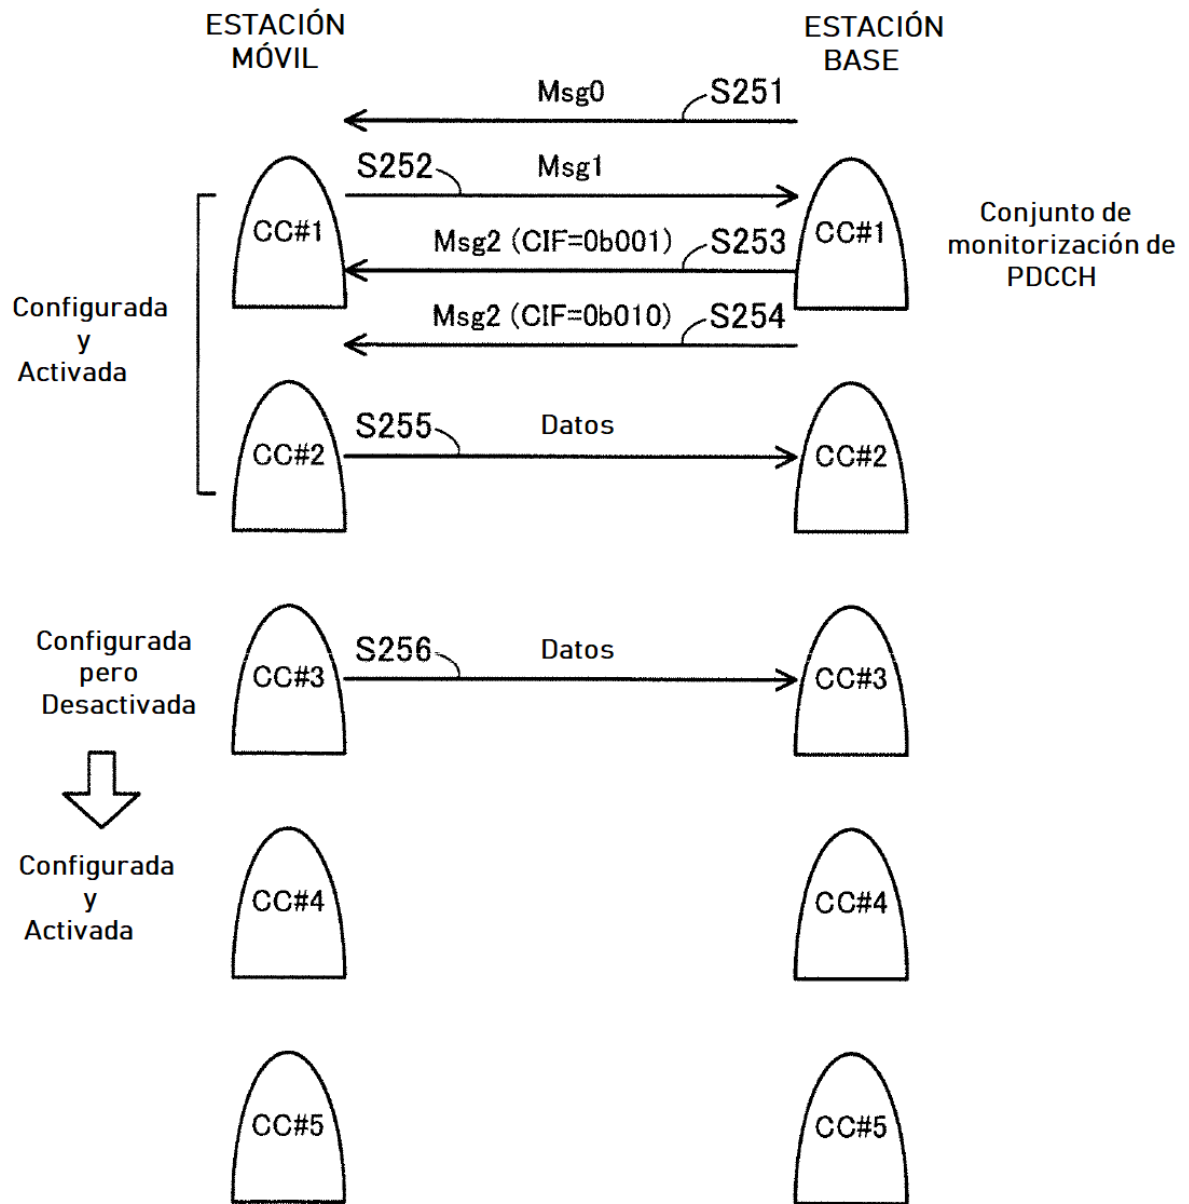 ESTACIÓN
MÓVIL
ESTACIÓN
BASE
Msg0
S251
S252
Msg1
CC#1
Msg2 (CIF=0b001)
S253
CC#1
Conjunto de
monitorización de
PDCCH
Configurada
y
Activada
Msg2 (CIF=0b010)
S254
CC#2
S255
Datos
CC#2
Configurada
pero
Desactivada
CC#3
S256
Datos
CC#3
Configurada
y
Activada
CC#4
CC#4
CC#5
CC#5